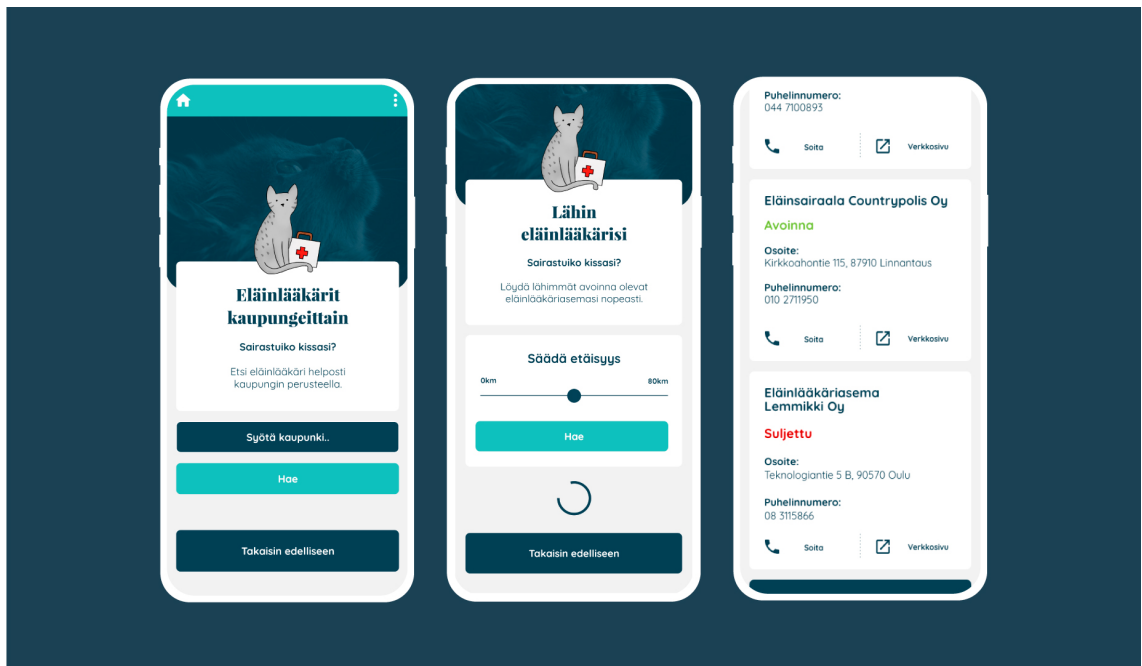 Eläinlääkärit
kaupungeittain
Sairastuiko kissasi?
Etsi eläinlääkäri helposti
kaupungin perusteella.
Syötä kaupunki..
Hae
Takaisin edelliseen
Lähin
eläinlääkärisi
Sairastuiko kissasi?
Löydä lähimmät avoinna olevat
eläinlääkäriasemasi nopeasti.
Säädä etäisyys
0km 80km
Hae
Takaisin edelliseen
Puhelinnumero:
044 7100893
Soita Verkkosivu
Eläinsairaala Countrypolis Oy
Avoinna
Osoite:
Kirkkoahontie 115, 87910 Linnantaus
Puhelinnumero:
010 2711950
Soita Verkkosivu
Eläinlääkäriasema
Lemmikki Oy
Suljettu
Osoite:
Teknologiantie 5 B, 90570 Oulu
Puhelinnumero:
08 3115866
Soita Verkkosivu